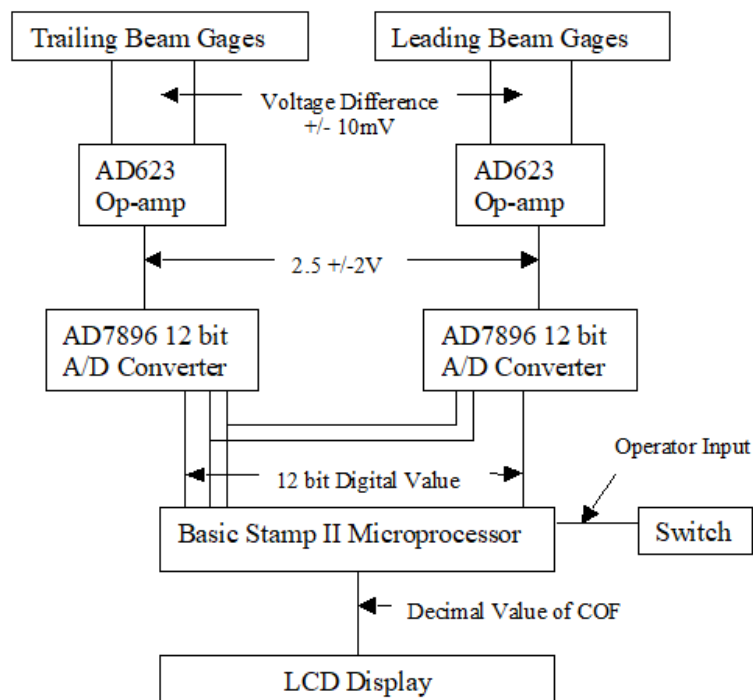 Trailing Beam Gages
Leading Beam Gages
Voltage Difference
+/- 10mV
AD623
Op-amp
AD623
Op-amp
2.5 +/-2V
AD7896 12 bit
A/D Converter
AD7896 12 bit
A/D Converter
Operator Input
12 bit Digital Value
Basic Stamp II Microprocessor
Switch
Decimal Value of COF
LCD Display